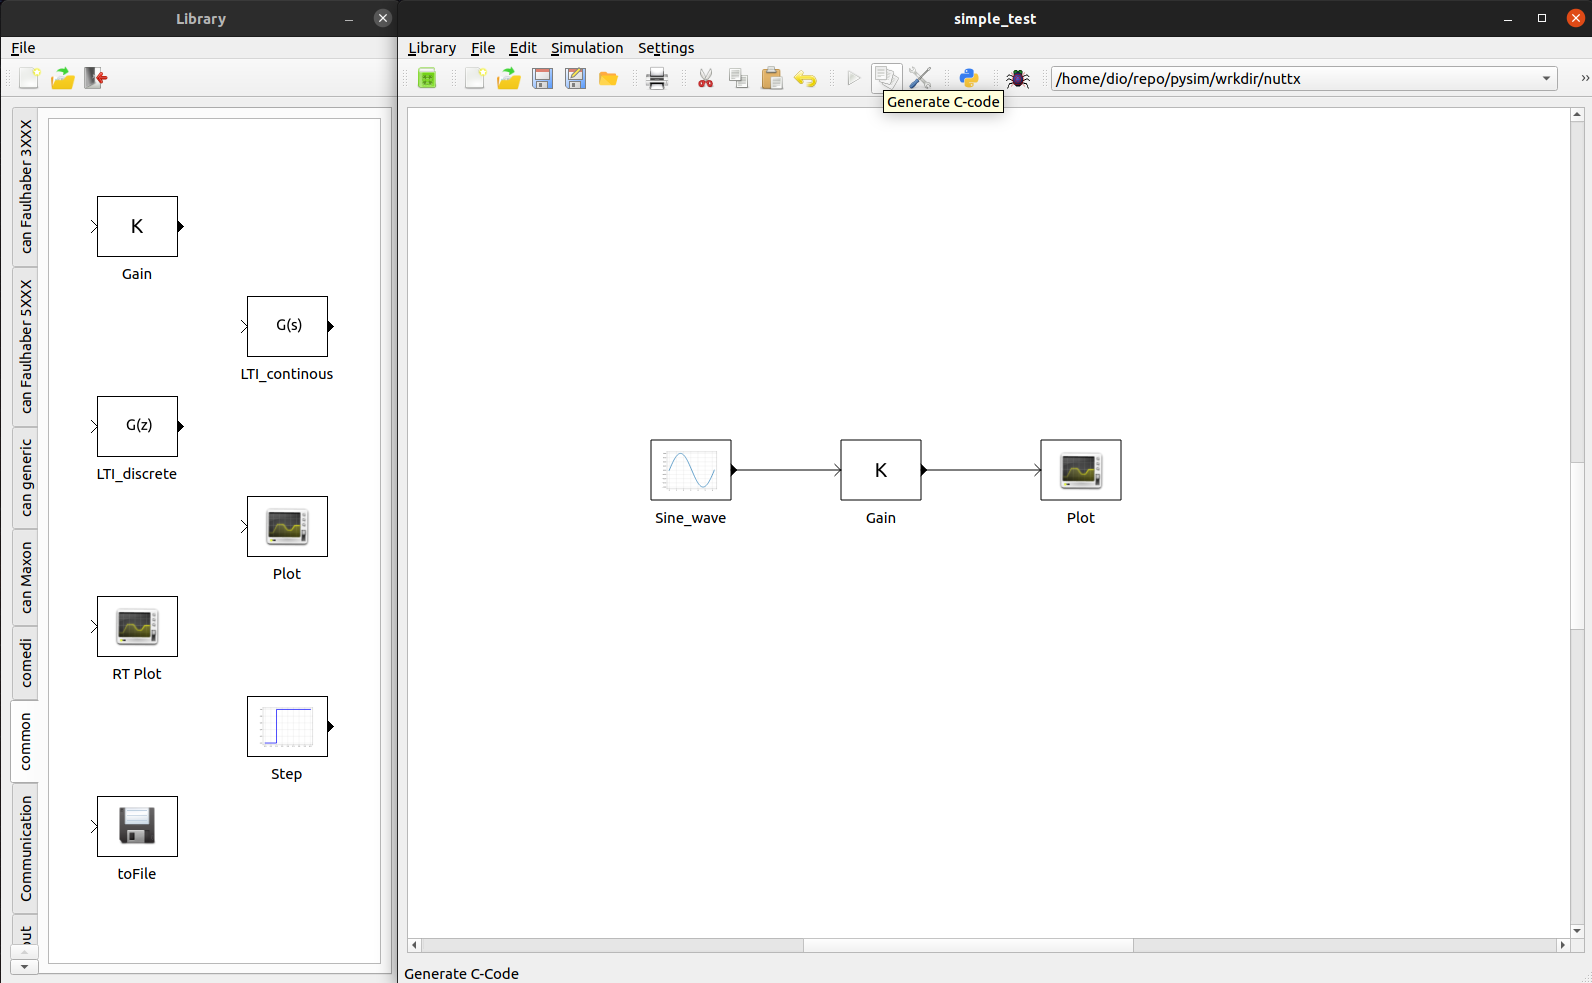 Library
File
can Faulhaber 3XXX
can Faulhaber 5XXX
can generic
can Maxon
comedi
common
Communication
K
Gain
G(s)
LTI_continous
G(z)
LTI_discrete
Plot
RT Plot
Step
toFile
simple_test
Library File Edit Simulation Settings
/home/dio/repo/pysim/wrkdir/nuttx
Generate C-code
K
Sine_wave Gain Plot
Generate C-Code